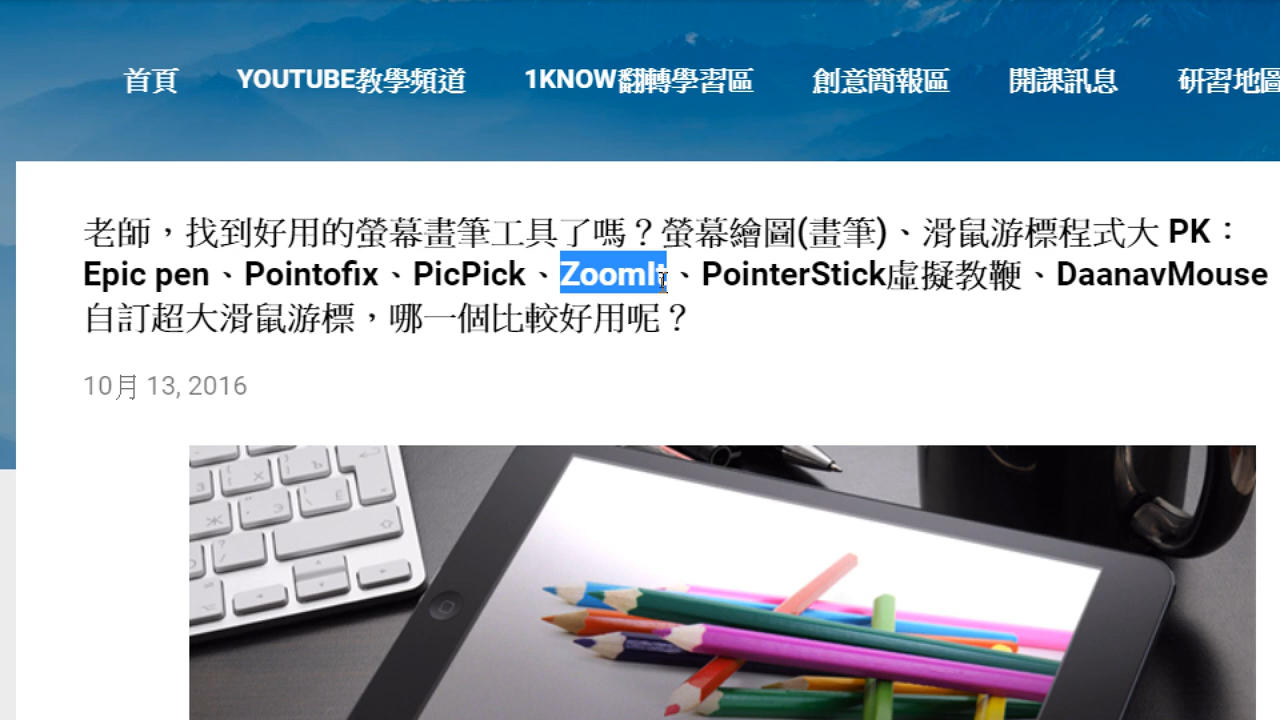 首頁 YOUTUBE教學頻道 1KNOW翻轉學習區 創意簡報區 開課訊息 研習地圖
老師，找到好用的螢幕畫筆工具了嗎？螢幕繪圖(畫筆)、滑鼠游標程式大 PK：
Epic pen、Pointofix、PicPick、ZoomIt、PointerStick虛擬教鞭、DaanavMouse
自訂超大滑鼠游標，哪一個比較好用呢？
10月 13, 2016